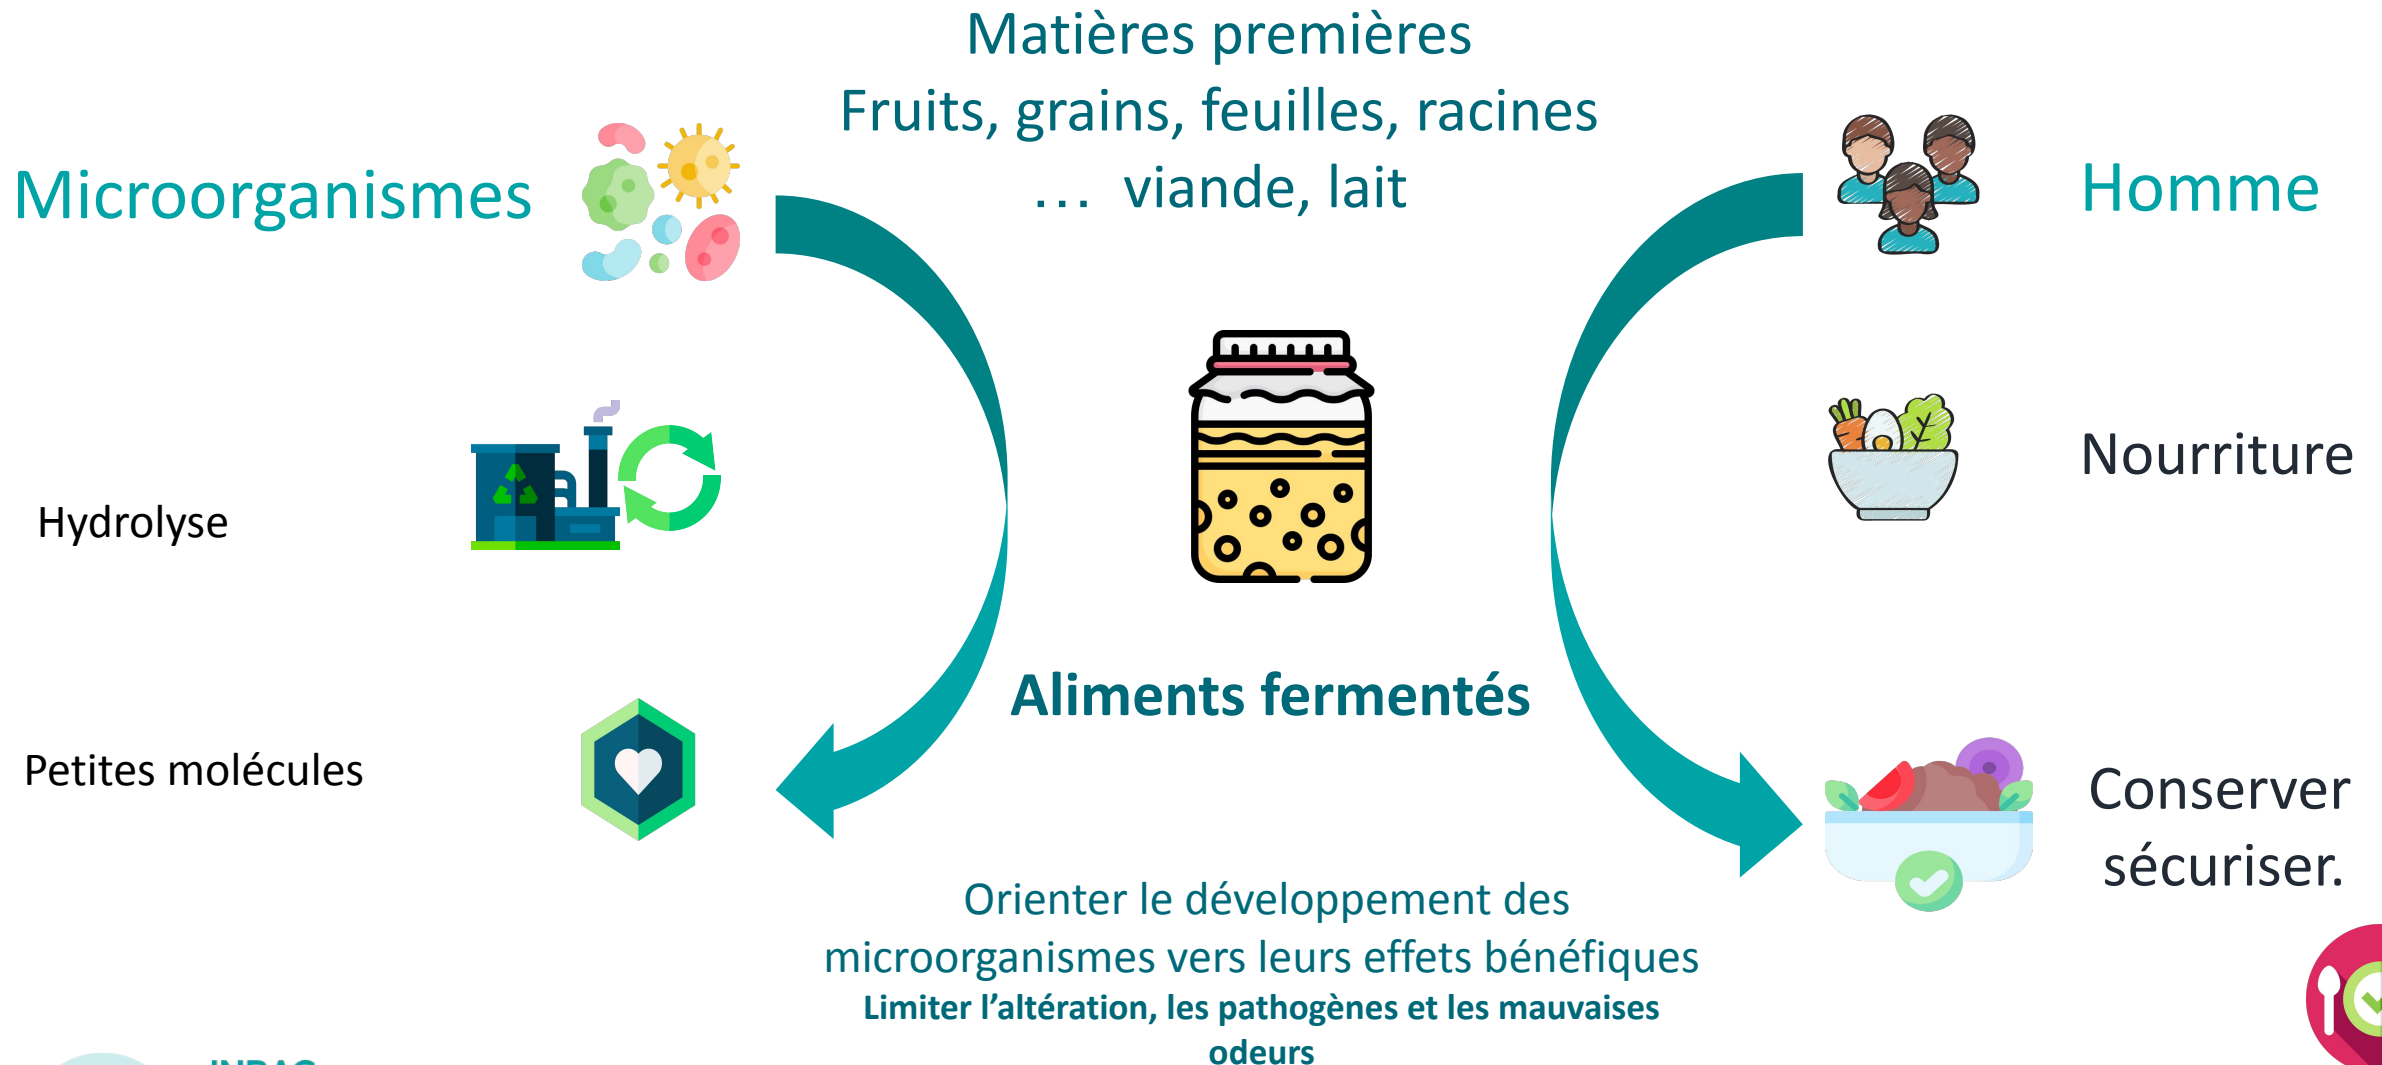 Matières premières
Fruits, grains, feuilles, racines
… viande, lait
Microorganismes
Homme
Nourriture
Hydrolyse
Aliments fermentés
Petites molécules
Conserver
sécuriser.
Orienter le développement des
microorganismes vers leurs effets bénéfiques
Limiter l’altération, les pathogènes et les mauvaises
odeurs